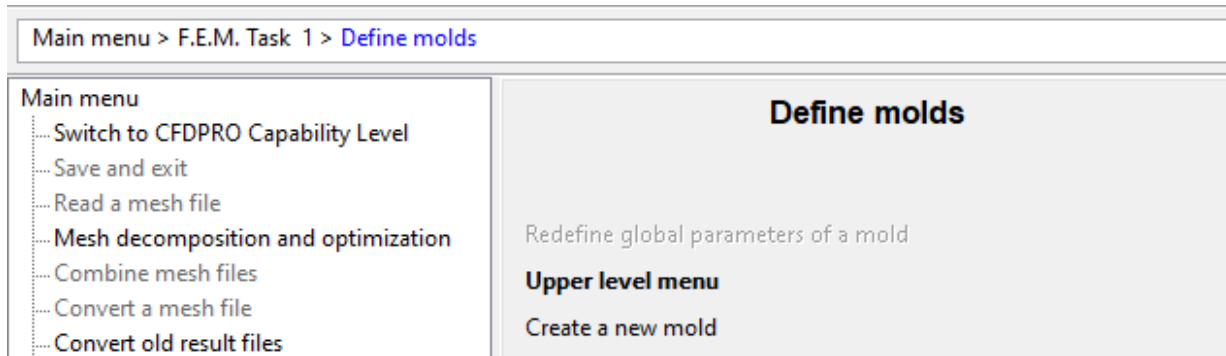 Main menu > F.E.M. Task 1 > Define molds
Main menu
Switch to CFDPRO Capability Level
Save and exit
Read a mesh file
Mesh decomposition and optimization
Combine mesh files
Convert a mesh file
Convert old result files
Define molds
Redefine global parameters of a mold
Upper level menu
Create a new mold